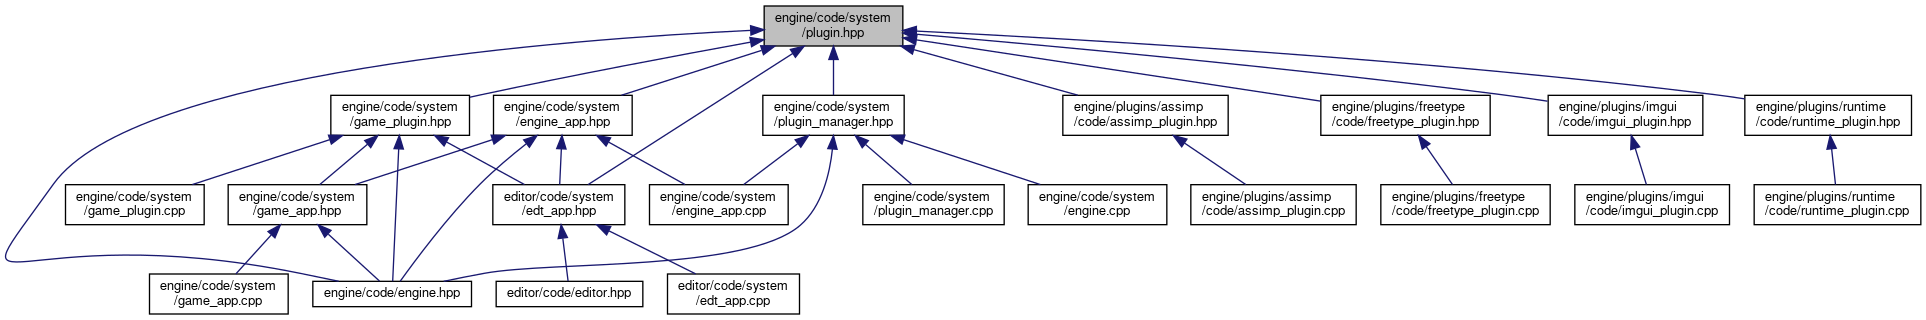 engine/code/system
/plugin.hpp
engine/code/system
/game_plugin.hpp
engine/code/system
/engine_app.hpp
engine/code/system
/plugin_manager.hpp
engine/plugins/assimp
/code/assimp_plugin.hpp
engine/plugins/freetype
/code/freetype_plugin.hpp
engine/plugins/imgui
/code/imgui_plugin.hpp
engine/plugins/runtime
/code/runtime_plugin.hpp
engine/code/system
/game_plugin.cpp
engine/code/system
/game_app.hpp
editor/code/system
/edt_app.hpp
engine/code/system
/engine_app.cpp
engine/code/system
/plugin_manager.cpp
engine/code/system
/engine.cpp
engine/plugins/assimp
/code/assimp_plugin.cpp
engine/plugins/freetype
/code/freetype_plugin.cpp
engine/plugins/imgui
/code/imgui_plugin.cpp
engine/plugins/runtime
/code/runtime_plugin.cpp
engine/code/system
/game_app.cpp
engine/code/engine.hpp
editor/code/editor.hpp
editor/code/system
/edt_app.cpp